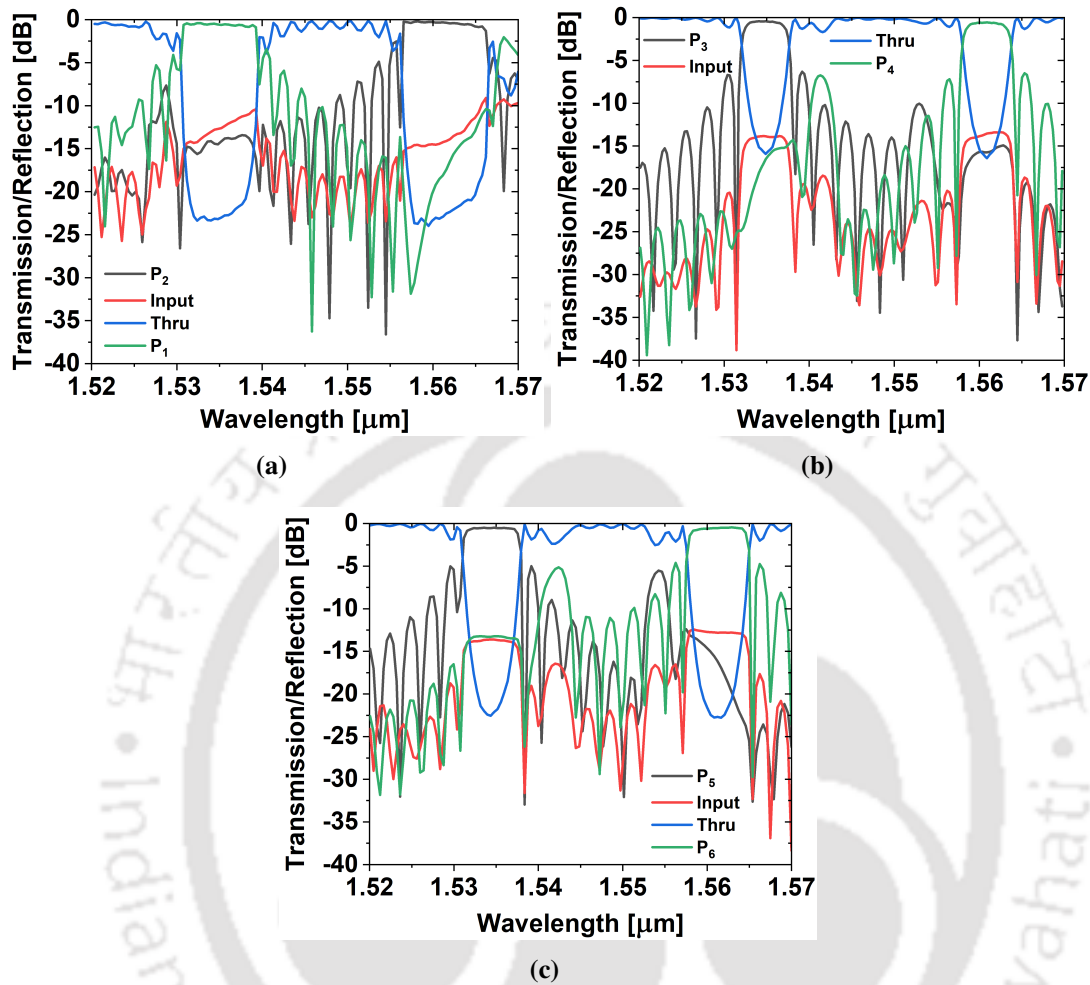 Transmission/Reflection [dB]
0
-5
-10
-15
-20
-25
-30
-35
-40
P2
Input
Thru
P1
1.52 1.53 1.54 1.55 1.56 1.57
Wavelength [μm]
(a)
Transmission/Reflection [dB]
0
-10
-20
-30
-40
P3
Input
Thru
P4
1.52 1.53 1.54 1.55 1.56 1.57
Wavelength [μm]
(b)
Transmission/Reflection [dB]
0
-5
-10
-15
-20
-25
-30
-35
-40
P5
Input
Thru
P6
1.52 1.53 1.54 1.55 1.56 1.57
Wavelength [μm]
(c)
Indian